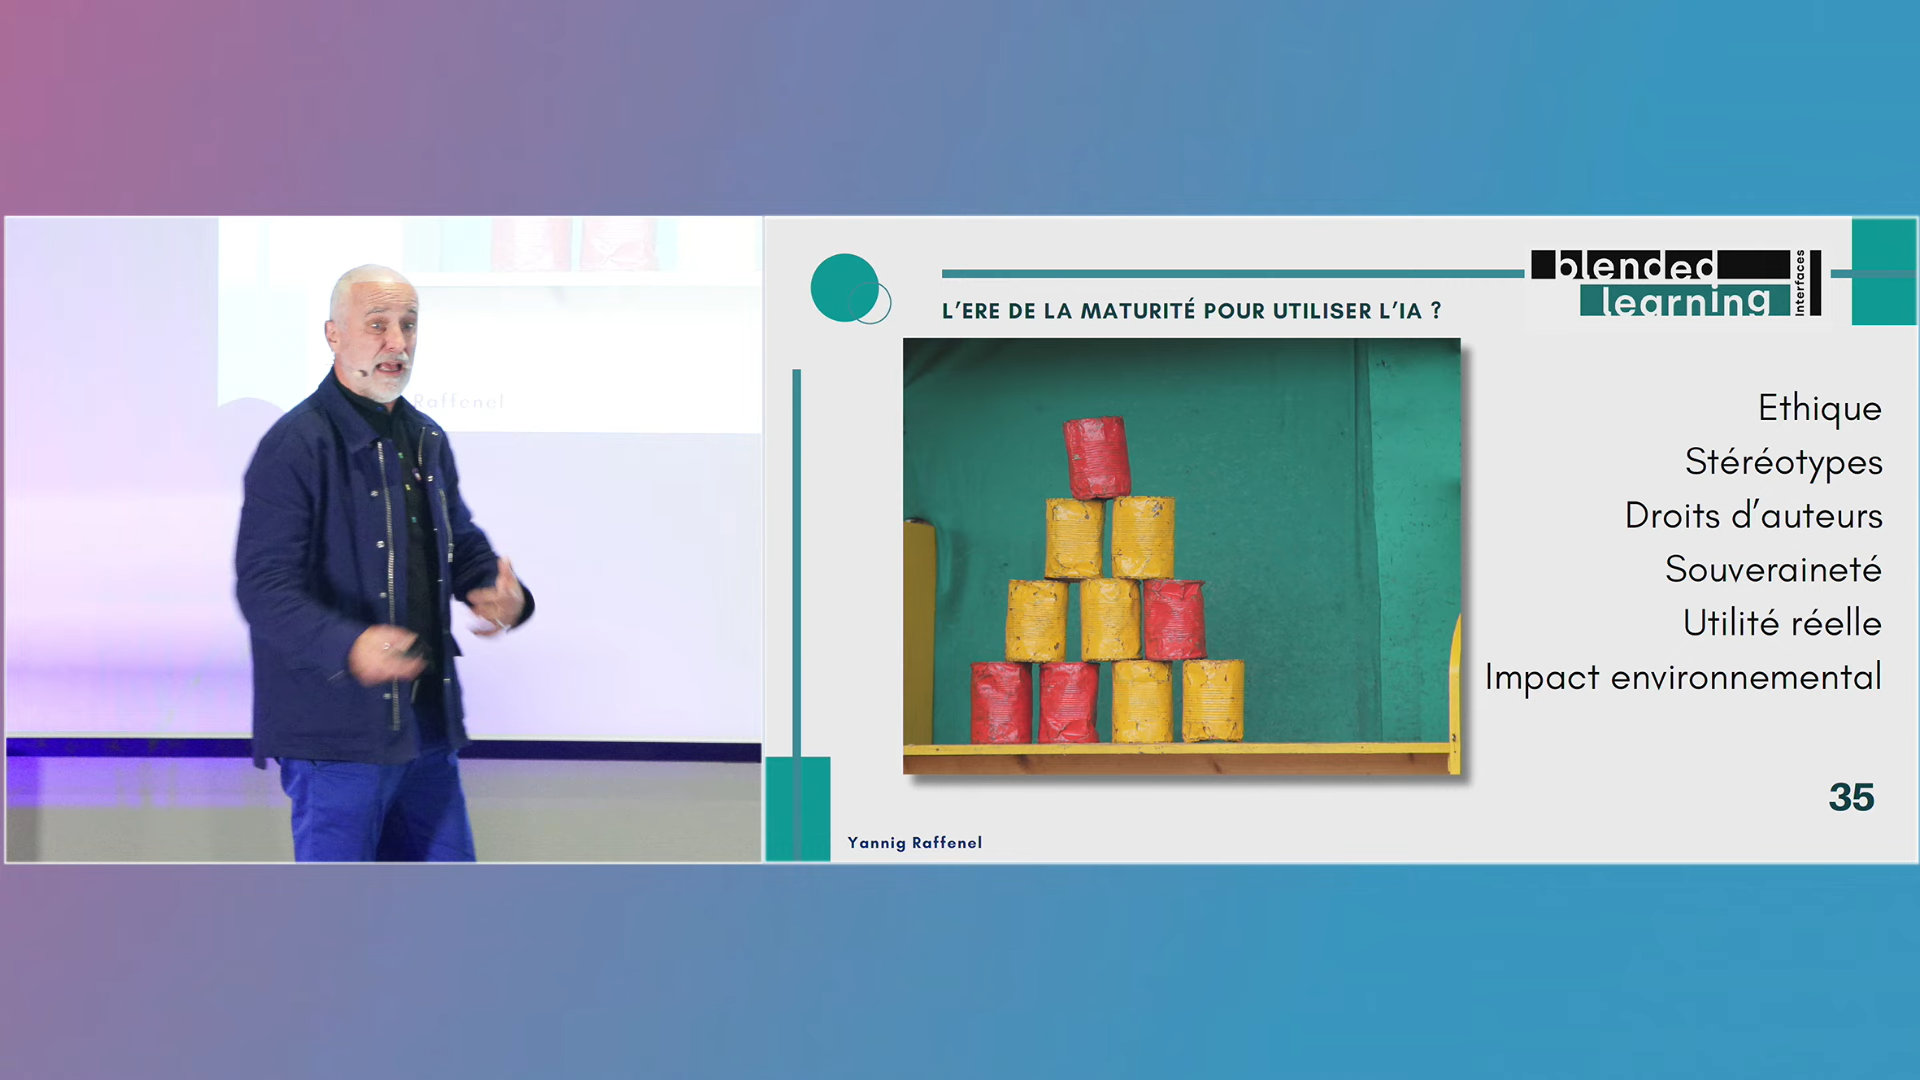 Raffenel
blended
learning
Interfaces
L’ERE DE LA MATURITÉ POUR UTILISER L’IA ?
Ethique
Stéréotypes
Droits d’auteurs
Souveraineté
Utilité réelle
Impact environnemental
35
Yannig Raffenel